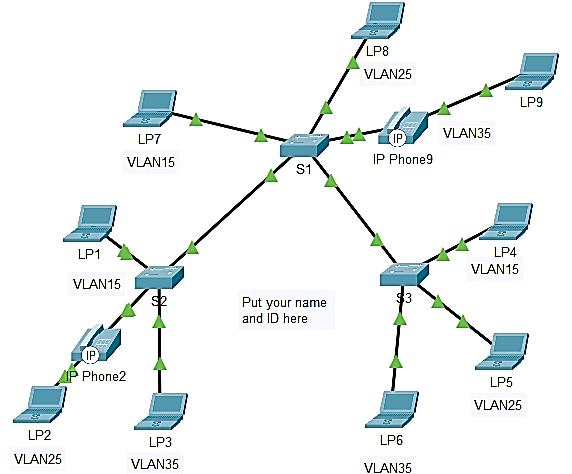 LP8
VLAN25
LP9
LP7
VLAN15
IP
VLAN35
IP Phone9
S1
LP1
VLAN15
S2
LP4
VLAN15
S3
Put your name
and ID here
IP
IP Phone2
LP5
VLAN25
LP2
VLAN25
LP3
VLAN35
LP6
VLAN35